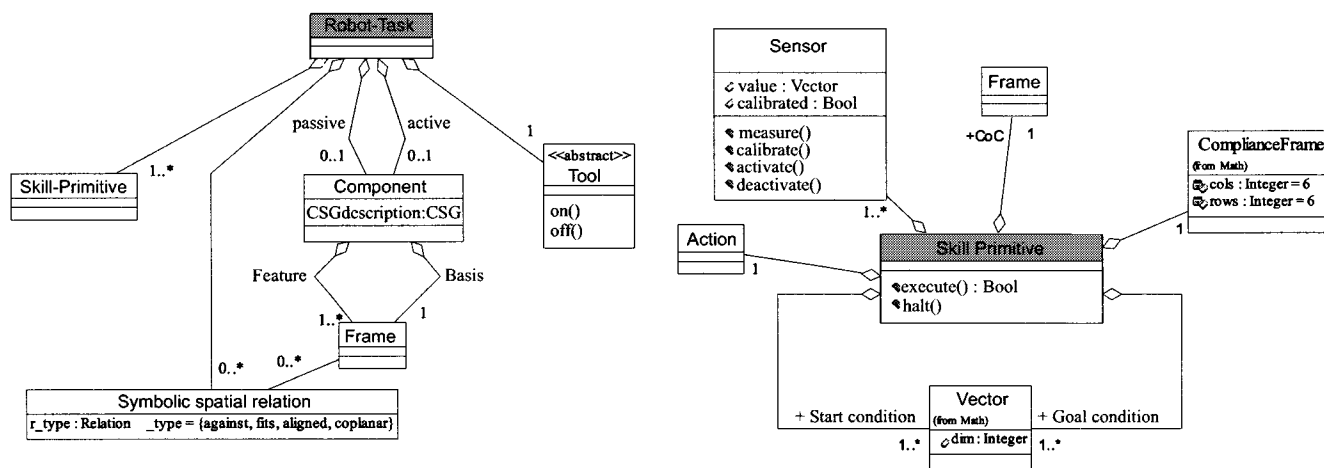 Robot-Task
passive
active
0..1
0..1
1
1..*
Skill-Primitive
Component
CSGdescription:CSG
<<abstract>>
Tool
on()
off()
Feature
Basis
1..*
1
Frame
0..*
0..*
Symbolic spatial relation
r_type : Relation _type = {against, fits, aligned, coplanar}
Sensor
value : Vector
calibrated : Bool
measure()
calibrate()
activate()
deactivate()
1..*
Frame
1
+CoC
ComplianceFrame
(from Math)
cols : Integer = 6
rows : Integer = 6
1
Action
1
Skill Primitive
execute() : Bool
halt()
+ Start condition
1..*
Vector
(from Math)
dim : Integer
+ Goal condition
1..*